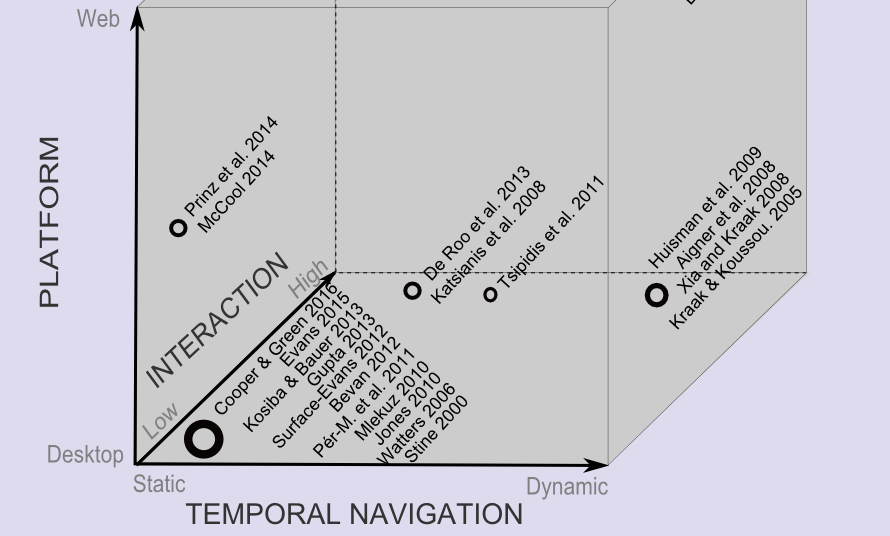 Web
PLATFORM
Prinz et al. 2014
McCool 2014
De Roo et al. 2013
Katsianis et al. 2008
Tsipidis et al. 2011
Huisman et al. 2009
Aigner et al. 2008
Xia and Kraak 2008
Kraak & Koussou. 2005
INTERACTION
High
Low
Cooper & Green 2016
Evans 2015
Kosiba & Bauer 2013
Gupta 2013
Surface-Evans 2012
Bevan 2012
Pér-M. et al. 2011
Mlekuz 2010
Jones 2010
Watters 2006
Stine 2000
Desktop
Static
Dynamic
TEMPORAL NAVIGATION